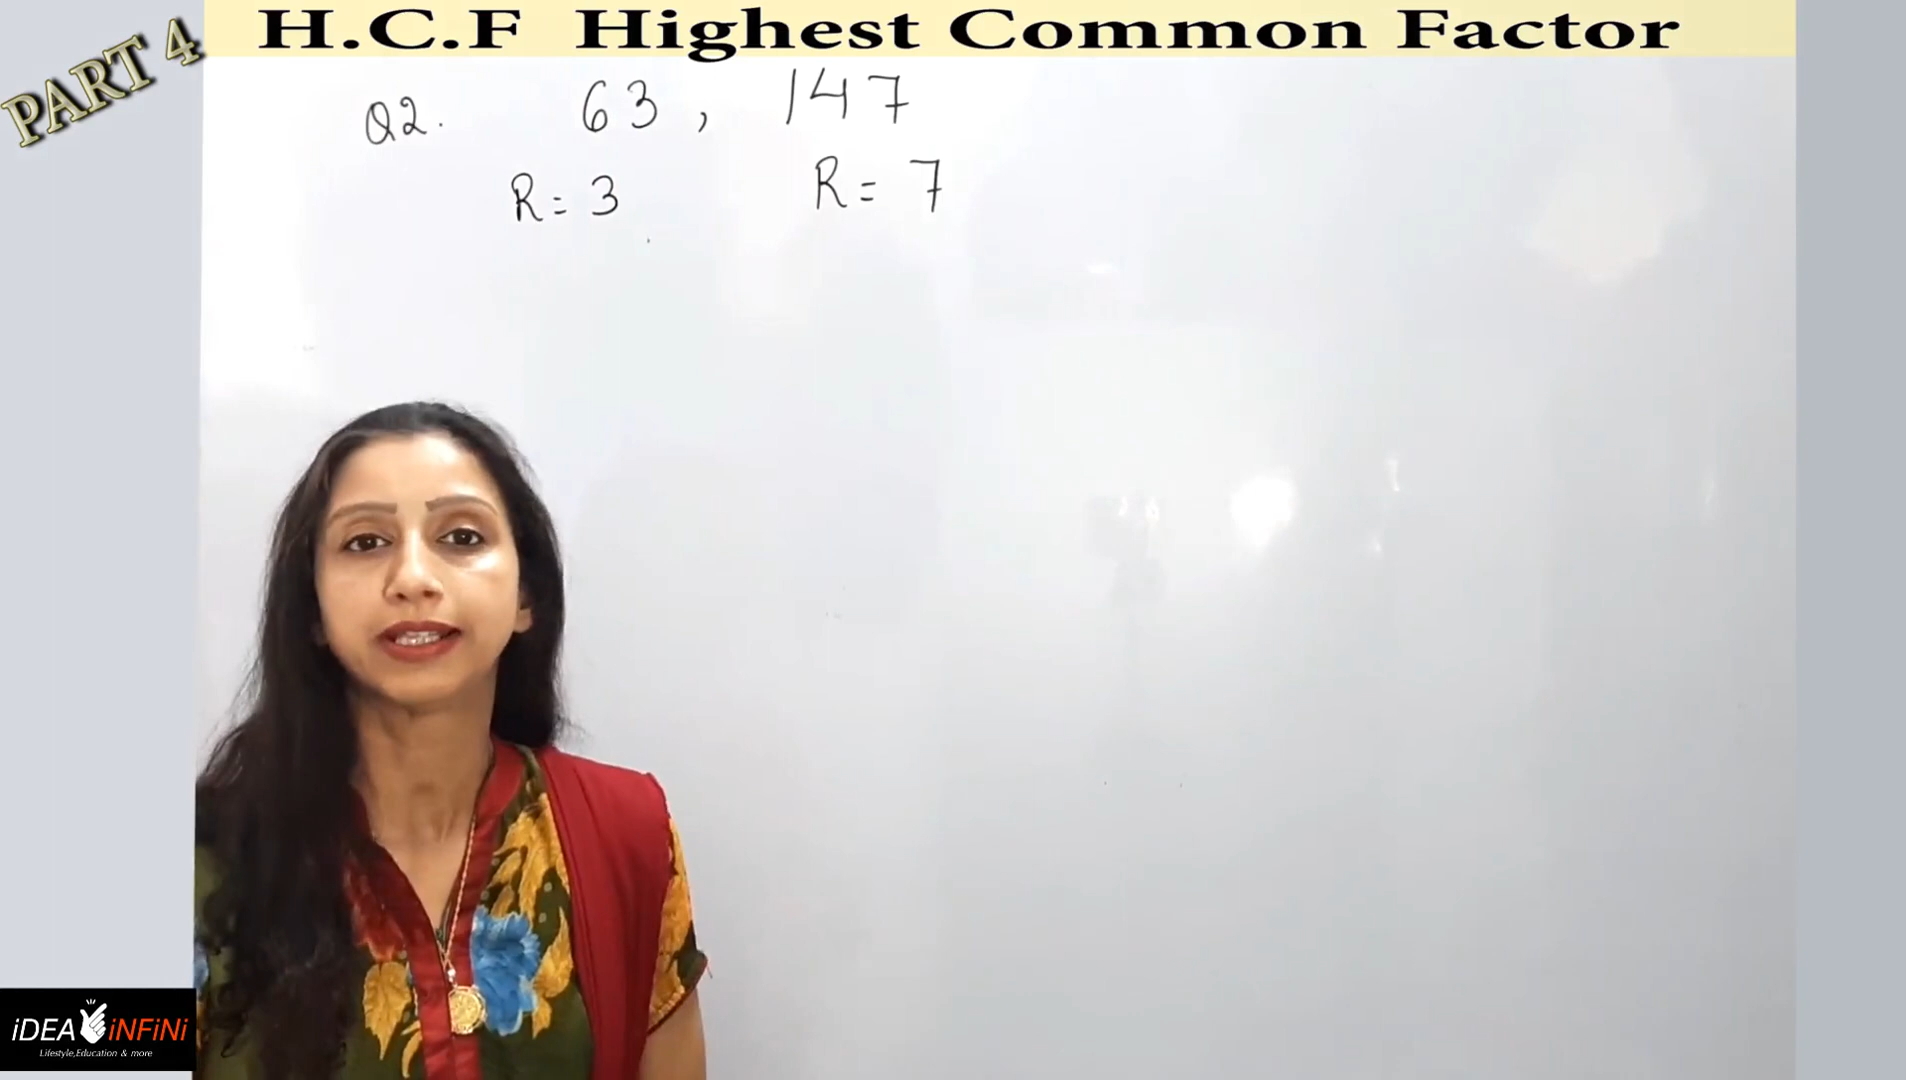 H.C.F Highest Common Factor
PART 4
Q2. 63, 147
R = 3 R = 7
iDEA iNFiNi
Lifestyle,Education & more